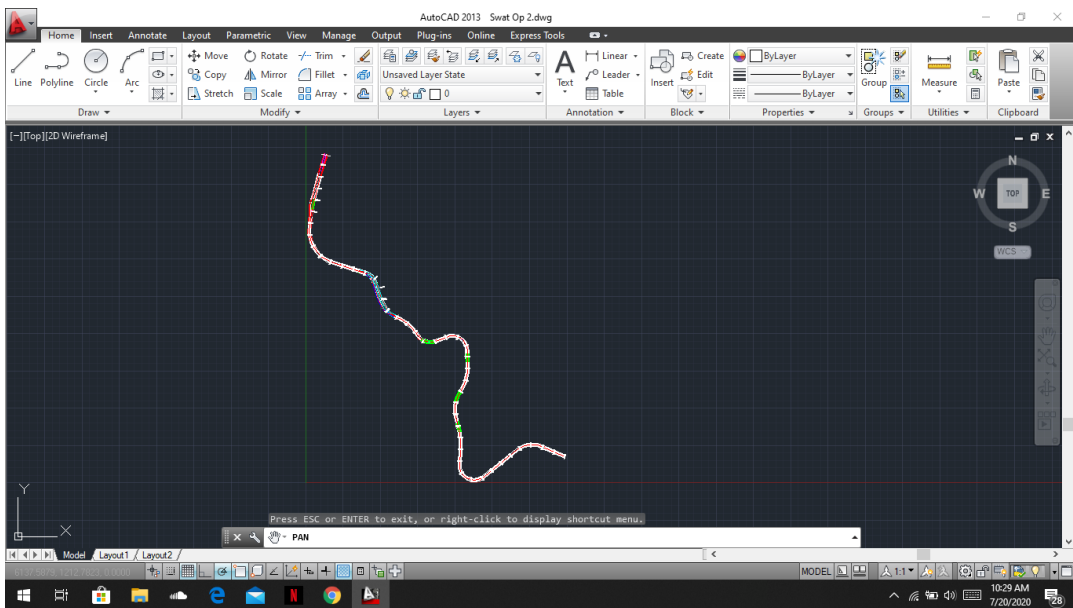 AutoCAD 2013 Swat Op 2.dwg
Home Insert Annotate Layout Parametric View Manage Output Plug-ins Online Express Tools
Move Rotate Trim Linear Create ByLayer
Line Polyline Circle Arc Copy Mirror Fillet Unsaved Layer State Text Leader Insert Edit ByLayer Group Measure Paste
Stretch Scale Array 0 Table ByLayer
Draw Modify Layers Annotation Block Properties Groups Utilities Clipboard
[−][Top][2D Wireframe]
N
W TOP E
S
WCS
Y
X
Press ESC or ENTER to exit, or right-click to display shortcut menu.
PAN
Model Layout1 Layout2
MODEL 1:1
10:29 AM
7/20/2020
28